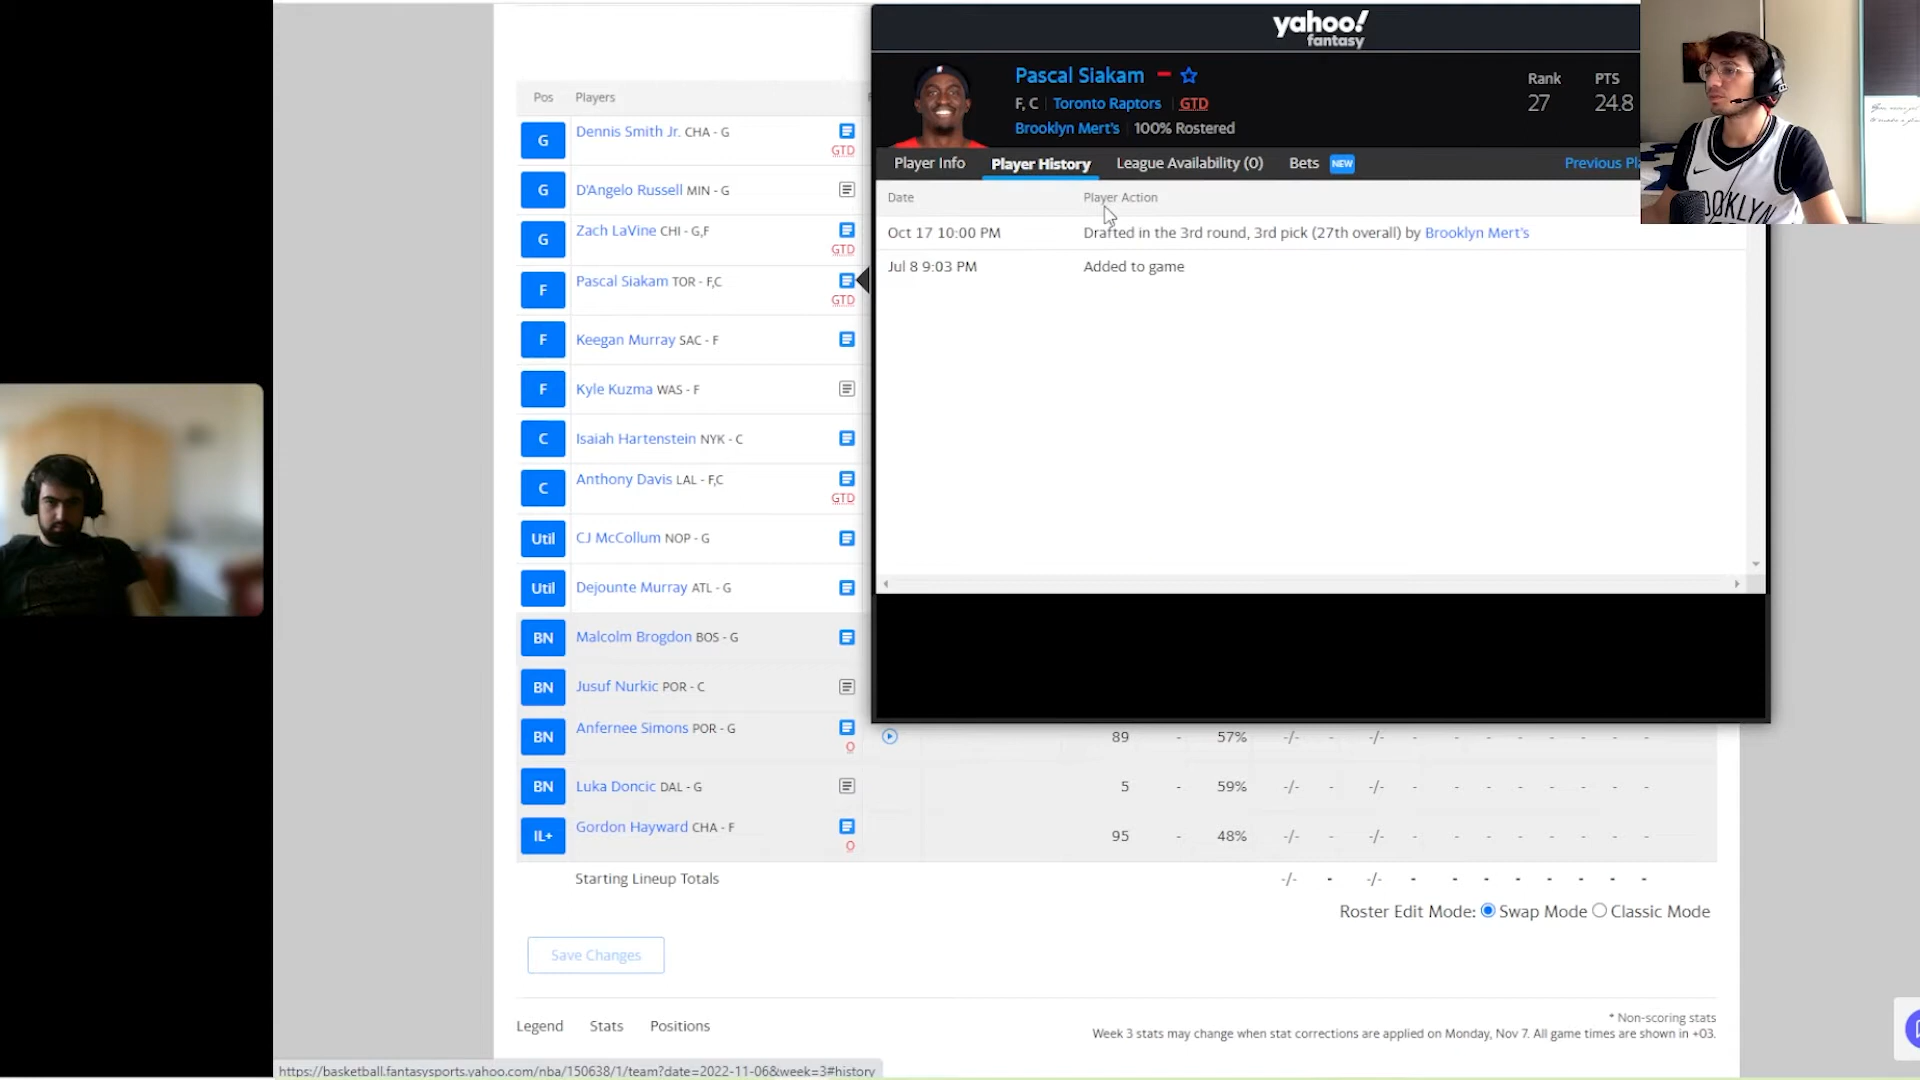 yahoo!
fantasy
Pascal Siakam
F, C Toronto Raptors GTD
Brooklyn Mert's 100% Rostered
Rank PTS
27 24.8
Player Info Player History League Availability (0) Bets NEW Previous Pl
Date Player Action
Oct 17 10:00 PM Drafted in the 3rd round, 3rd pick (27th overall) by Brooklyn Mert's
Jul 8 9:03 PM Added to game
Pos Players
G Dennis Smith Jr. CHA - G GTD
G D'Angelo Russell MIN - G
G Zach LaVine CHI - G,F GTD
F Pascal Siakam TOR - F,C GTD
F Keegan Murray SAC - F
F Kyle Kuzma WAS - F
C Isaiah Hartenstein NYK - C
C Anthony Davis LAL - F,C GTD
Util CJ McCollum NOP - G
Util Dejounte Murray ATL - G
BN Malcolm Brogdon BOS - G
BN Jusuf Nurkic POR - C
BN Anfernee Simons POR - G O 89 - 57% -/- - -/- - - - - - - -
BN Luka Doncic DAL - G 5 - 59% -/- - -/- - - - - - - -
IL+ Gordon Hayward CHA - F O 95 - 48% -/- - -/- - - - - - - -
Starting Lineup Totals -/- - -/- - - - - - - -
Roster Edit Mode: Swap Mode Classic Mode
Save Changes
Legend Stats Positions
* Non-scoring stats
Week 3 stats may change when stat corrections are applied on Monday, Nov 7. All game times are shown in +03.
https://basketball.fantasysports.yahoo.com/nba/150638/1/team?date=2022-11-06&week=3#history